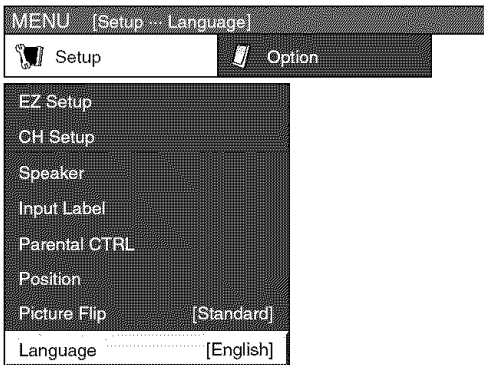 MENU [Setup ··· Language]
Setup Option
EZ Setup
CH Setup
Speaker
Input Label
Parental CTRL
Position
Picture Flip [Standard]
Language [English]